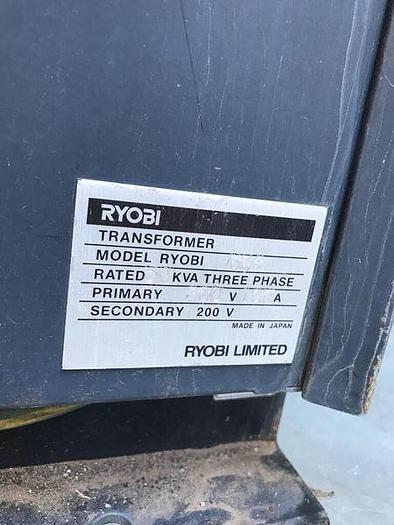 RYOBI
TRANSFORMER
MODEL RYOBI
RATED KVA THREE PHASE
PRIMARY V A
SECONDARY 200 V
MADE IN JAPAN
RYOBI LIMITED